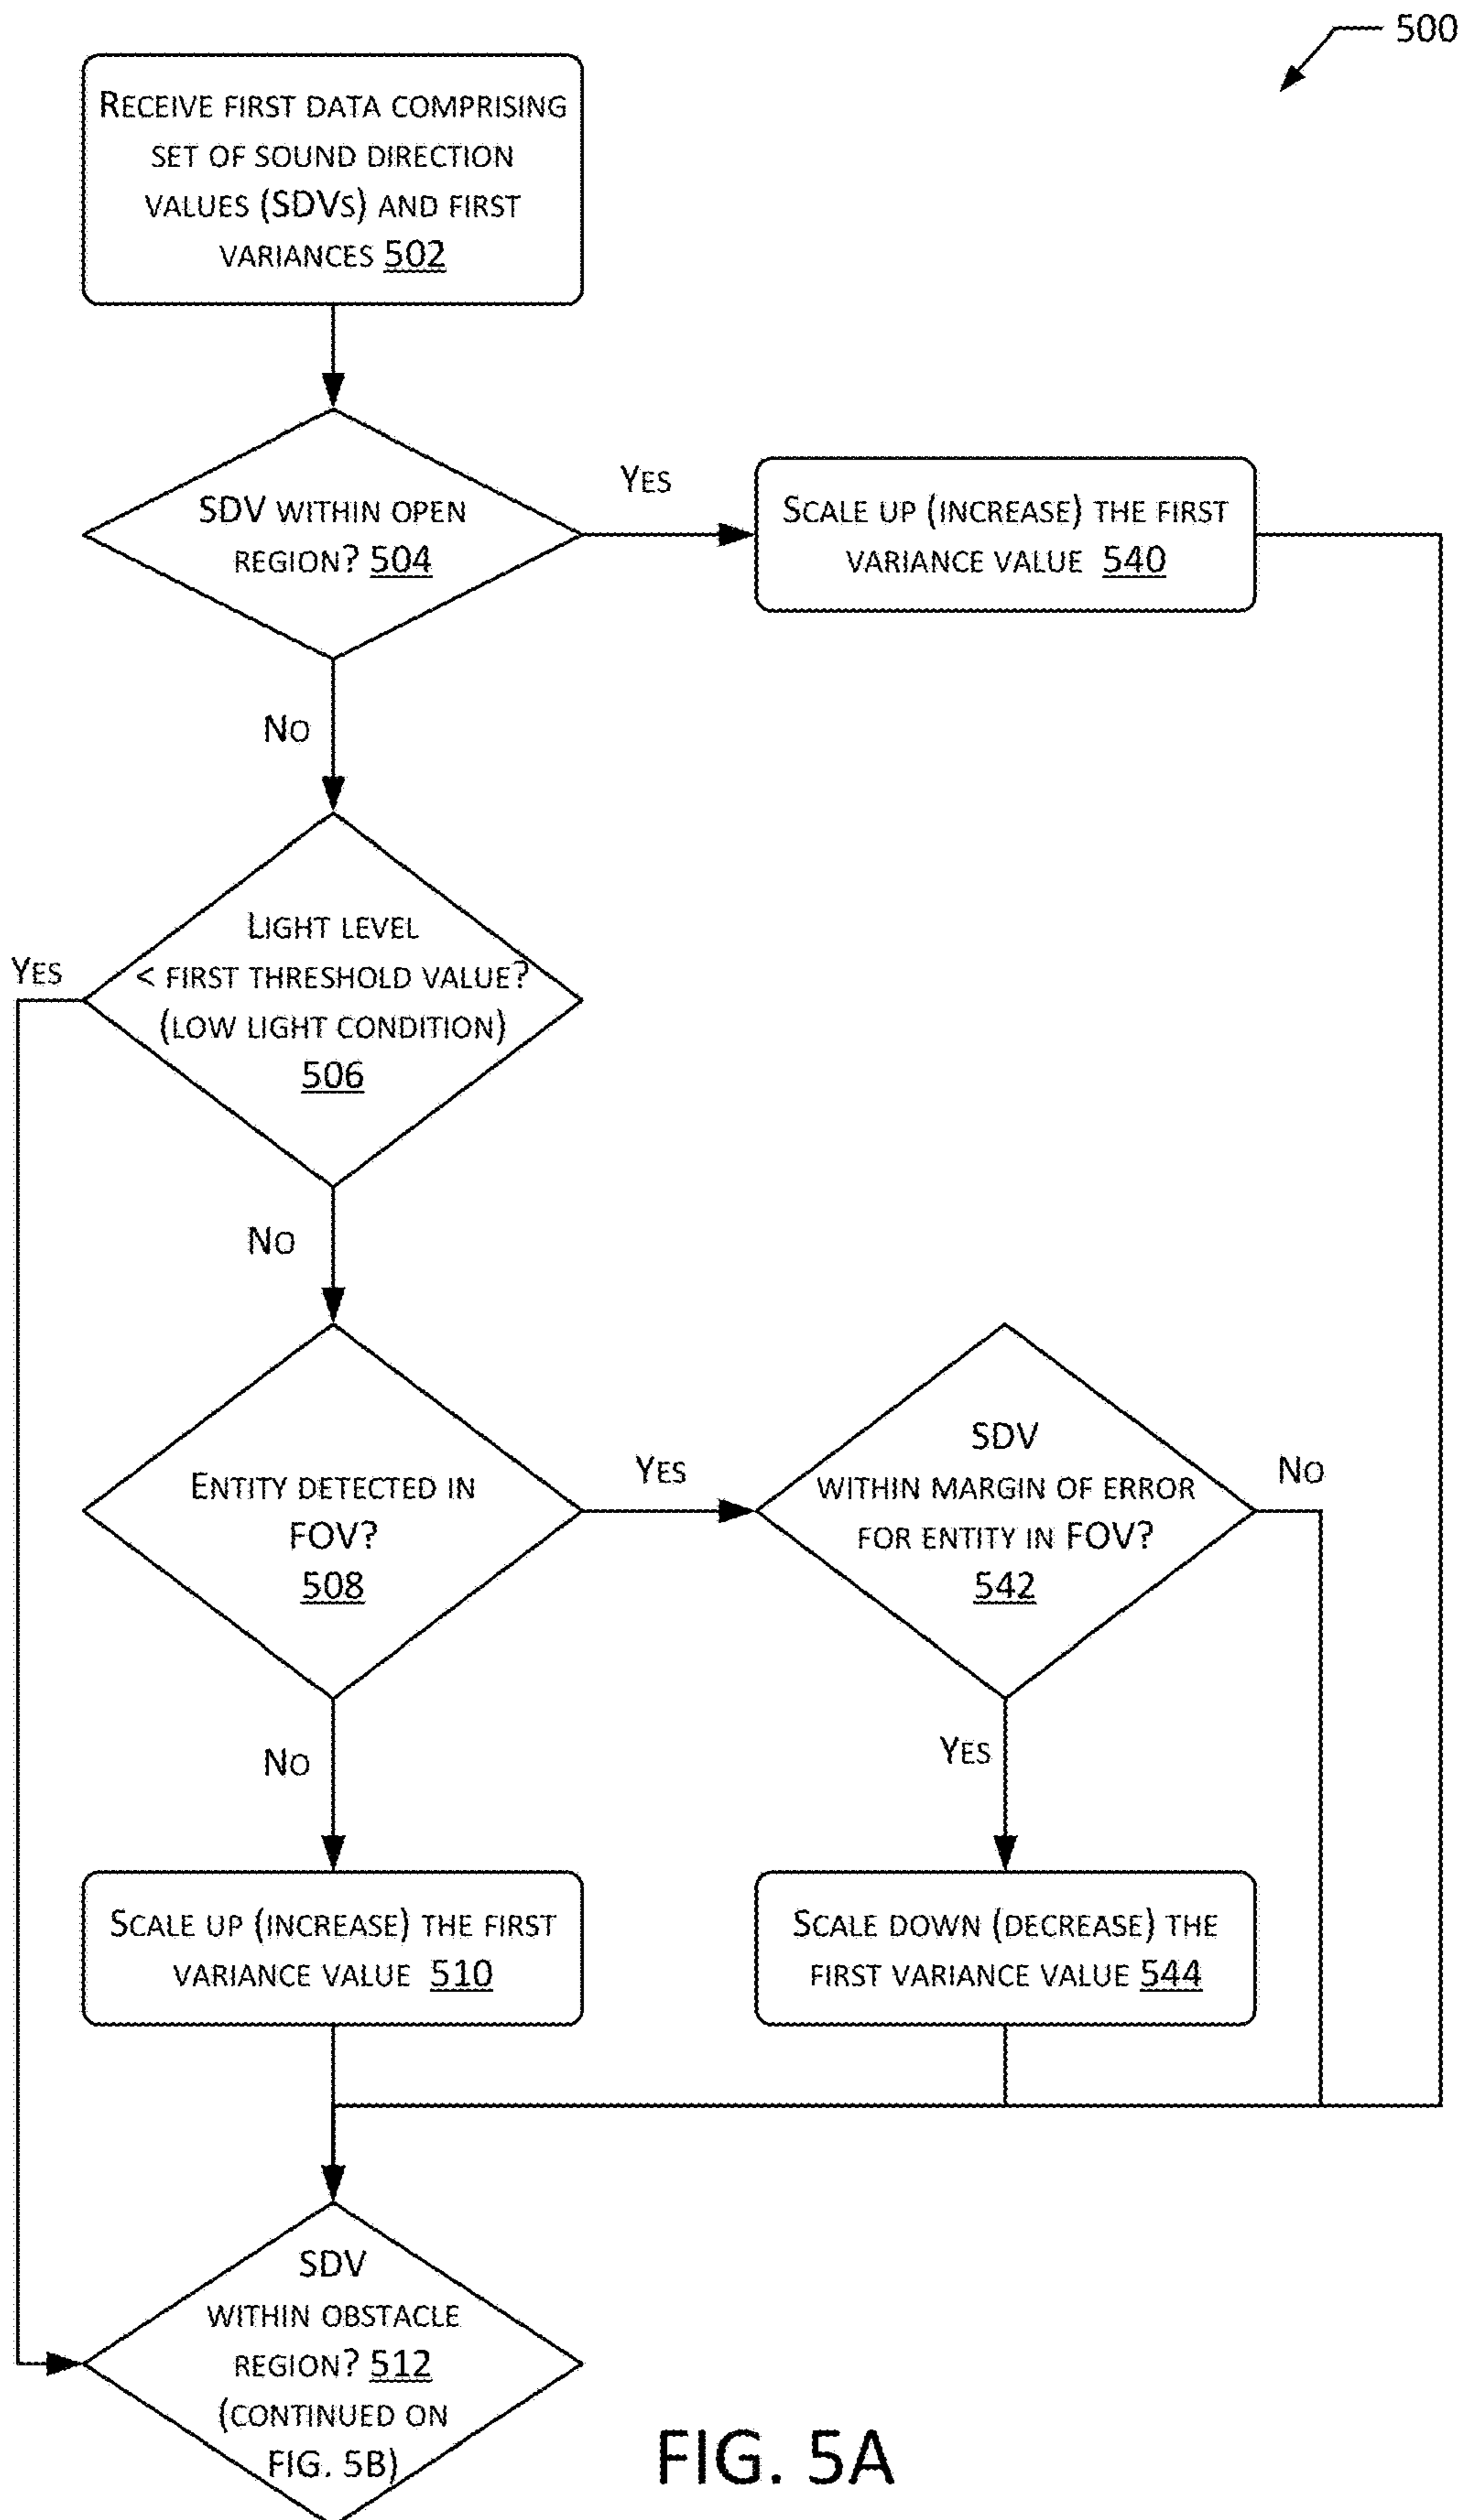 500
RECEIVE FIRST DATA COMPRISING
SET OF SOUND DIRECTION
VALUES (SDVS) AND FIRST
VARIANCES 502
SDV WITHIN OPEN
REGION? 504
YES
SCALE UP (INCREASE) THE FIRST
VARIANCE VALUE 540
NO
LIGHT LEVEL
< FIRST THRESHOLD VALUE?
(LOW LIGHT CONDITION)
506
YES
NO
ENTITY DETECTED IN
FOV?
508
YES
SDV
WITHIN MARGIN OF ERROR
FOR ENTITY IN FOV?
542
NO
NO
YES
SCALE UP (INCREASE) THE FIRST
VARIANCE VALUE 510
SCALE DOWN (DECREASE) THE
FIRST VARIANCE VALUE 544
SDV
WITHIN OBSTACLE
REGION? 512
(CONTINUED ON
FIG. 5B)
FIG. 5A